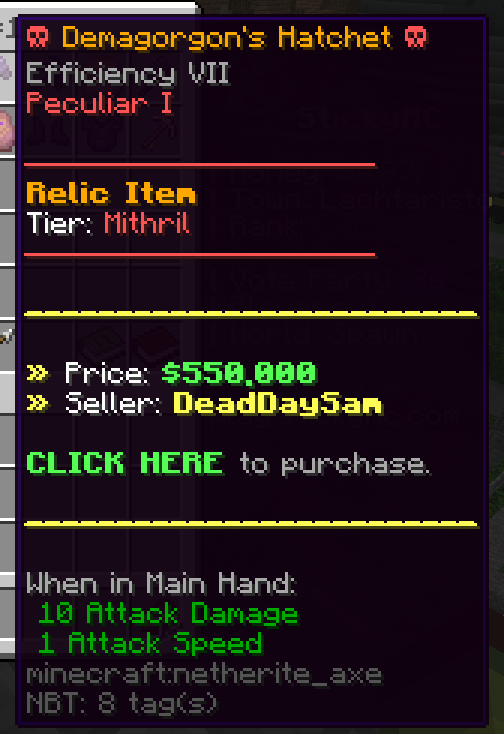 Demagorgon's Hatchet
Efficiency VII
Peculiar I
Relic Item
Tier: Mithril
» Price: $550,000
» Seller: DeadDaySam
CLICK HERE to purchase.
When in Main Hand:
10 Attack Damage
1 Attack Speed
minecraft:netherite_axe
NBT: 8 tag(s)